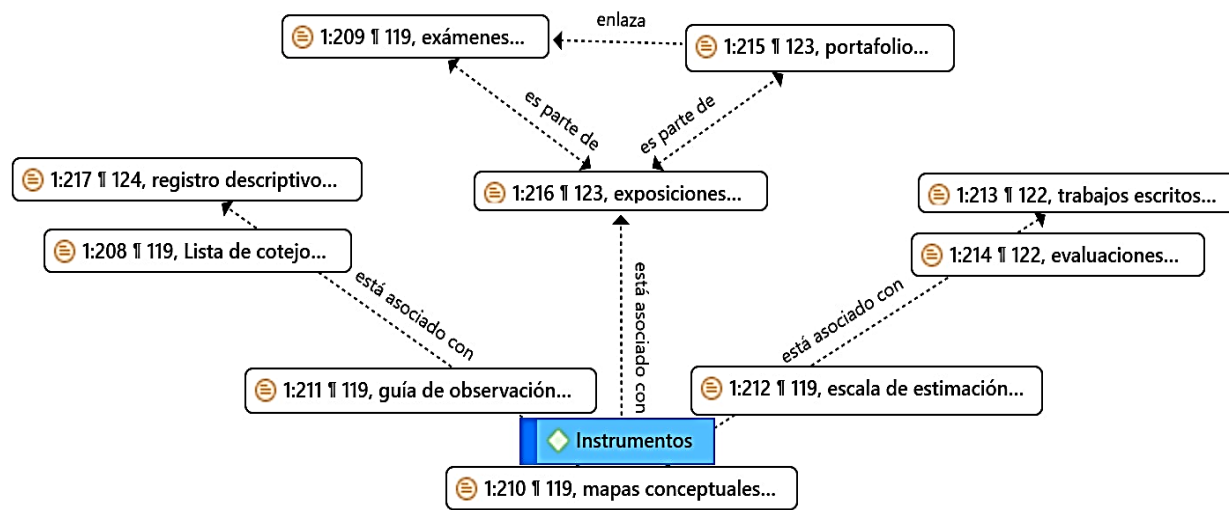 enlaza
1:209 ¶ 119, exámenes...
1:215 ¶ 123, portafolio...
es parte de
es parte de
1:217 ¶ 124, registro descriptivo...
1:216 ¶ 123, exposiciones...
1:213 ¶ 122, trabajos escritos...
1:208 ¶ 119, Lista de cotejo...
1:214 ¶ 122, evaluaciones...
está asociado con
está asociado con
está asociado con
1:211 ¶ 119, guía de observación...
1:212 ¶ 119, escala de estimación...
Instrumentos
1:210 ¶ 119, mapas conceptuales...